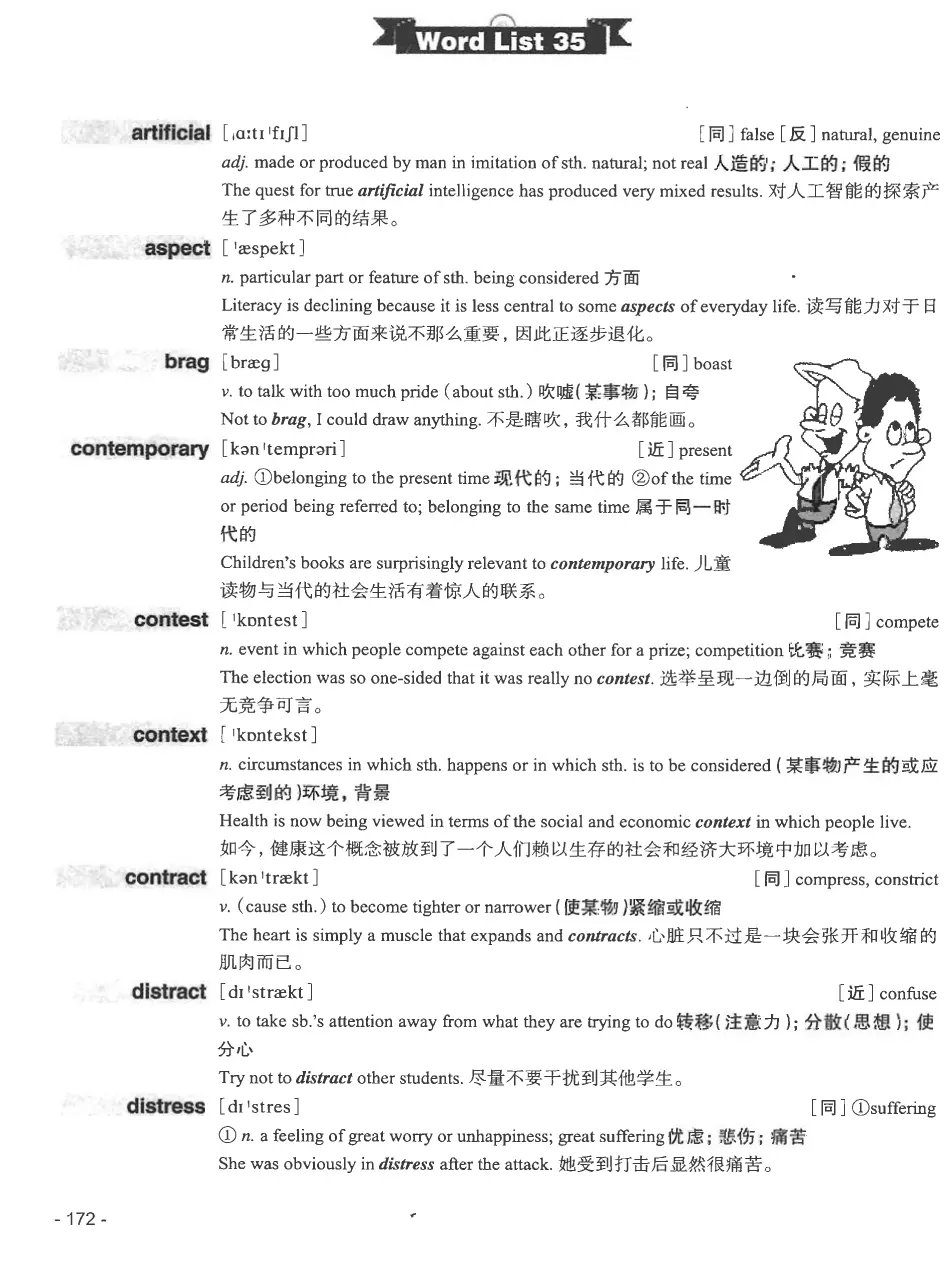 Word List 35
artificial [ˌɑːtɪˈfɪʃl] [同] false [反] natural, genuine
adj. made or produced by man in imitation of sth. natural; not real 人造的; 人工的; 假的
The quest for true artificial intelligence has produced very mixed results. 对人工智能的探索产
生了多种不同的结果。
aspect [ˈæspekt]
n. particular part or feature of sth. being considered 方面
Literacy is declining because it is less central to some aspects of everyday life. 读写能力对于日
常生活的一些方面来说不那么重要, 因此正逐步退化。
brag [bræg] [同] boast
v. to talk with too much pride (about sth.) 吹嘘(某事物); 自夸
Not to brag, I could draw anything. 不是瞎吹, 我什么都能画。
contemporary [kənˈtemprəri] [近] present
adj. ①belonging to the present time 现代的; 当代的 ②of the time
or period being referred to; belonging to the same time 属于同一时
代的
Children's books are surprisingly relevant to contemporary life. 儿童
读物与当代的社会生活有着惊人的联系。
contest [ˈkɒntest] [同] compete
n. event in which people compete against each other for a prize; competition 比赛; 竞赛
The election was so one-sided that it was really no contest. 选举呈现一边倒的局面, 实际上毫
无竞争可言。
context [ˈkɒntekst]
n. circumstances in which sth. happens or in which sth. is to be considered (某事物产生的或应
考虑到的)环境, 背景
Health is now being viewed in terms of the social and economic context in which people live.
如今, 健康这个概念被放到了一个人们赖以生存的社会和经济大环境中加以考虑。
contract [kənˈtrækt] [同] compress, constrict
v. (cause sth.) to become tighter or narrower (使某物)紧缩或收缩
The heart is simply a muscle that expands and contracts. 心脏只不过是一块会张开和收缩的
肌肉而已。
distract [dɪˈstrækt] [近] confuse
v. to take sb.'s attention away from what they are trying to do 转移(注意力); 分散(思想); 使
分心
Try not to distract other students. 尽量不要干扰到其他学生。
distress [dɪˈstres] [同] ①suffering
① n. a feeling of great worry or unhappiness; great suffering 忧虑; 悲伤; 痛苦
She was obviously in distress after the attack. 她受到打击后显然很痛苦。
- 172 -